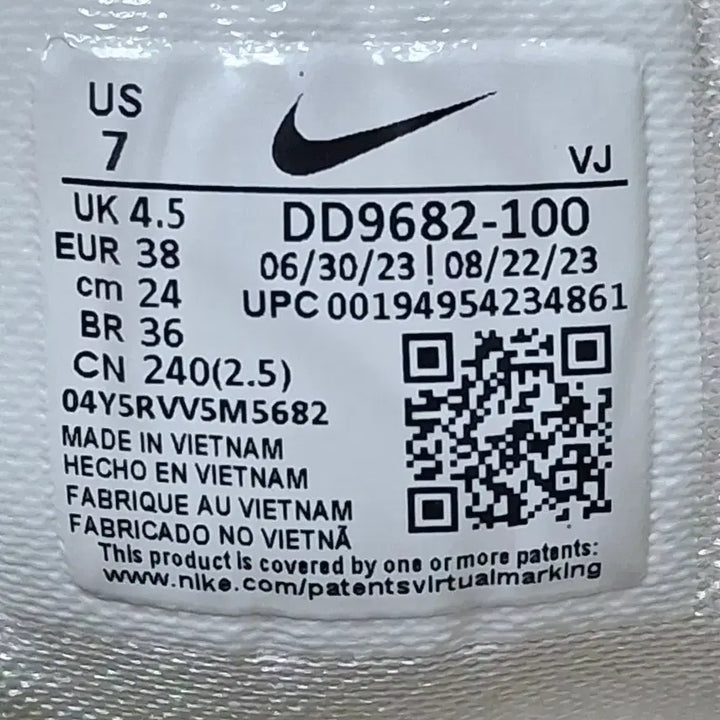 US
7
VJ
UK 4.5
EUR 38
cm 24
BR 36
CN 240(2.5)
DD9682-100
06/30/23 | 08/22/23
UPC 00194954234861
04Y5RVV5M5682
MADE IN VIETNAM
HECHO EN VIETNAM
FABRIQUE AU VIETNAM
FABRICADO NO VIETNÃ
This product is covered by one or more patents:
www.nike.com/patentsvirtualmarking